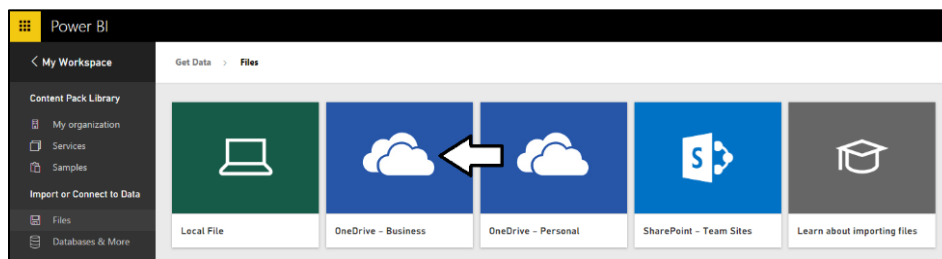 Power BI
< My Workspace
Get Data > Files
Content Pack Library
My organization
Services
Samples
Import or Connect to Data
Files
Databases & More
Local File
OneDrive – Business
OneDrive – Personal
SharePoint – Team Sites
Learn about importing files
S